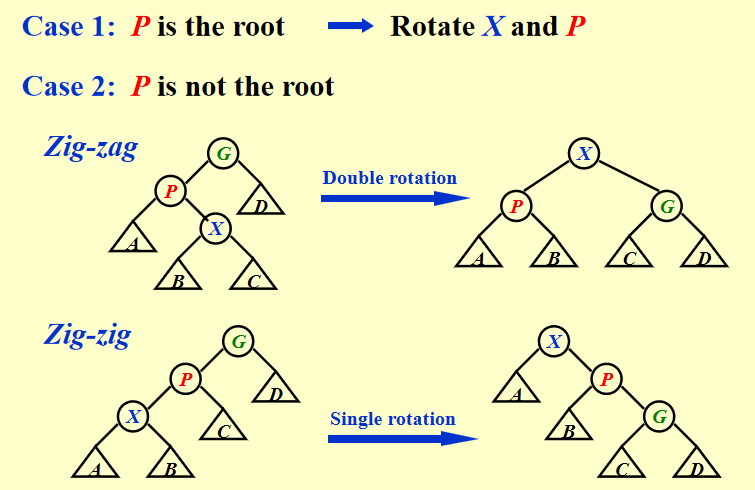 Case 1: P is the root Rotate X and P
Case 2: P is not the root
Zig-zag
G
P
D
A
X
B
C
Double rotation
X
P
G
A
B
C
D
Zig-zig
G
P
D
X
C
A
B
Single rotation
X
A
P
B
G
C
D